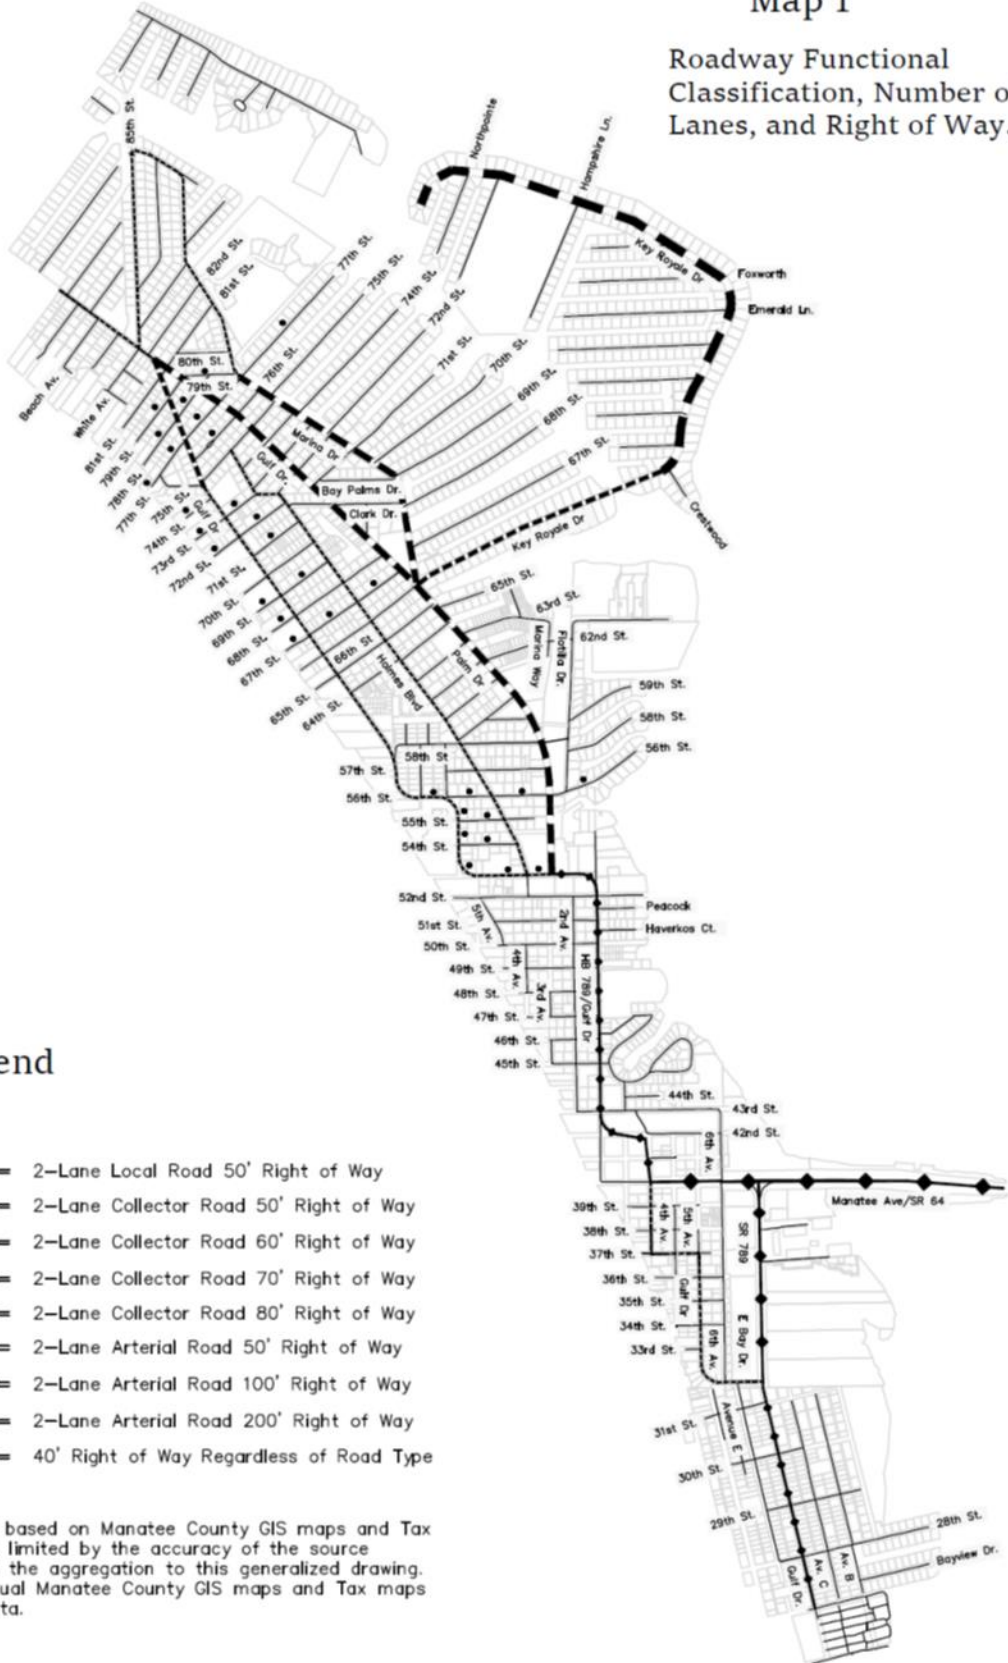 Map 1
Roadway Functional
Classification, Number o
Lanes, and Right of Way.
85th St.
Northpointe
Hampshire Ln.
82nd St.
81st St.
77th St.
75th St.
74th St.
72nd St.
Key Royale Dr
Foxworth
Emerald Ln.
71st St.
70th St.
80th St.
76th St.
79th St.
69th St.
68th St.
Beach Av.
White Av.
Marina Dr
67th St.
81st St.
79th St.
78th St.
77th St.
Gulf Dr.
Bay Palms Dr.
Clark Dr.
Crestwood
75th St.
Gulf Dr
74th St.
73rd St.
72nd St.
71st St.
Key Royale Dr
70th St.
69th St.
68th St.
67th St.
65th St.
63rd St.
66th St
Holmes Blvd
Palm Dr
Marina Way
Flotilla Dr.
62nd St.
65th St.
64th St.
59th St.
58th St.
56th St.
58th St
57th St.
56th St.
55th St.
54th St.
52nd St.
Peacock
51st St.
5th Av.
2nd Av.
Haverkos Ct.
50th St.
49th St.
4th Av.
48th St.
3rd Av.
HB 789/Gulf Dr
47th St.
46th St.
45th St.
44th St.
43rd St.
42nd St.
6th Av.
Manatee Ave/SR 64
39th St.
4th Av.
5th Av.
38th St.
SR 789
37th St.
36th St.
Gulf Dr
35th St.
34th St.
6th Av.
E Bay Dr.
33rd St.
31st St.
Avenue E
30th St.
29th St.
28th St.
Gulf Dr.
Av. C
Av. B
Bayview Dr.
end
= 2-Lane Local Road 50' Right of Way
= 2-Lane Collector Road 50' Right of Way
= 2-Lane Collector Road 60' Right of Way
= 2-Lane Collector Road 70' Right of Way
= 2-Lane Collector Road 80' Right of Way
= 2-Lane Arterial Road 50' Right of Way
= 2-Lane Arterial Road 100' Right of Way
= 2-Lane Arterial Road 200' Right of Way
= 40' Right of Way Regardless of Road Type
based on Manatee County GIS maps and Tax
limited by the accuracy of the source
the aggregation to this generalized drawing.
ual Manatee County GIS maps and Tax maps
ta.